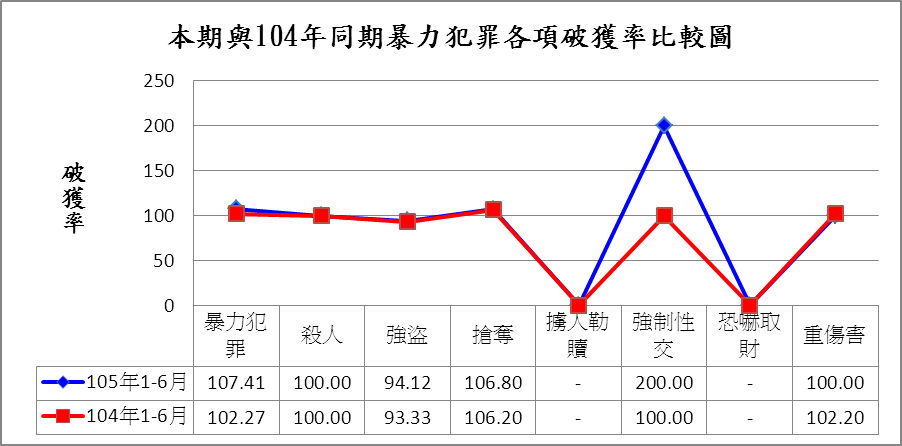 本期與104年同期暴力犯罪各項破獲率比較圖
破獲率
250
200
150
100
50
0
暴力犯罪 殺人 強盜 搶奪 擄人勒贖 強制性交 恐嚇取財 重傷害
105年1-6月 107.41 100.00 94.12 106.80 - 200.00 - 100.00
104年1-6月 102.27 100.00 93.33 106.20 - 100.00 - 102.20